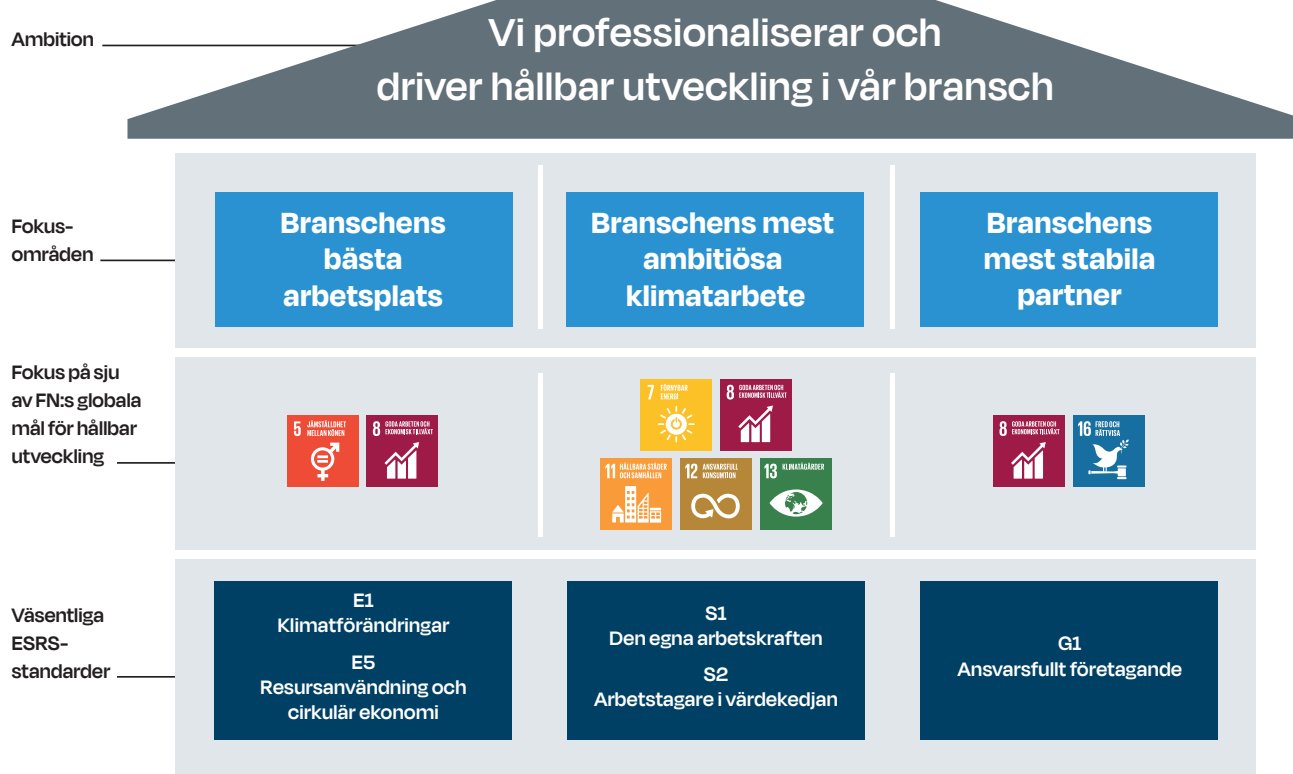 Ambition
Vi professionaliserar och
driver hållbar utveckling i vår bransch
Fokus-
områden
Branschens
bästa
arbetsplats
Branschens mest
ambitiösa
klimatarbete
Branschens
mest stabila
partner
Fokus på sju
av FN:s globala
mål för hållbar
utveckling
5 JÄMSTÄLLDHET
MELLAN KÖNEN
8 GODA ARBETEN OCH
EKONOMISK TILLVÄXT
7 FÖRNYBAR
ENERGI
8 GODA ARBETEN OCH
EKONOMISK TILLVÄXT
11 HÅLLBARA STÄDER
OCH SAMHÄLLEN
12 ANSVARSFULL
KONSUMTION
13 KLIMATÅGÄRDER
8 GODA ARBETEN OCH
EKONOMISK TILLVÄXT
16 FRED OCH
RÄTTVISA
Väsentliga
ESRS-
standarder
E1
Klimatförändringar
E5
Resursanvändning och
cirkulär ekonomi
S1
Den egna arbetskraften
S2
Arbetstagare i värdekedjan
G1
Ansvarsfullt företagande